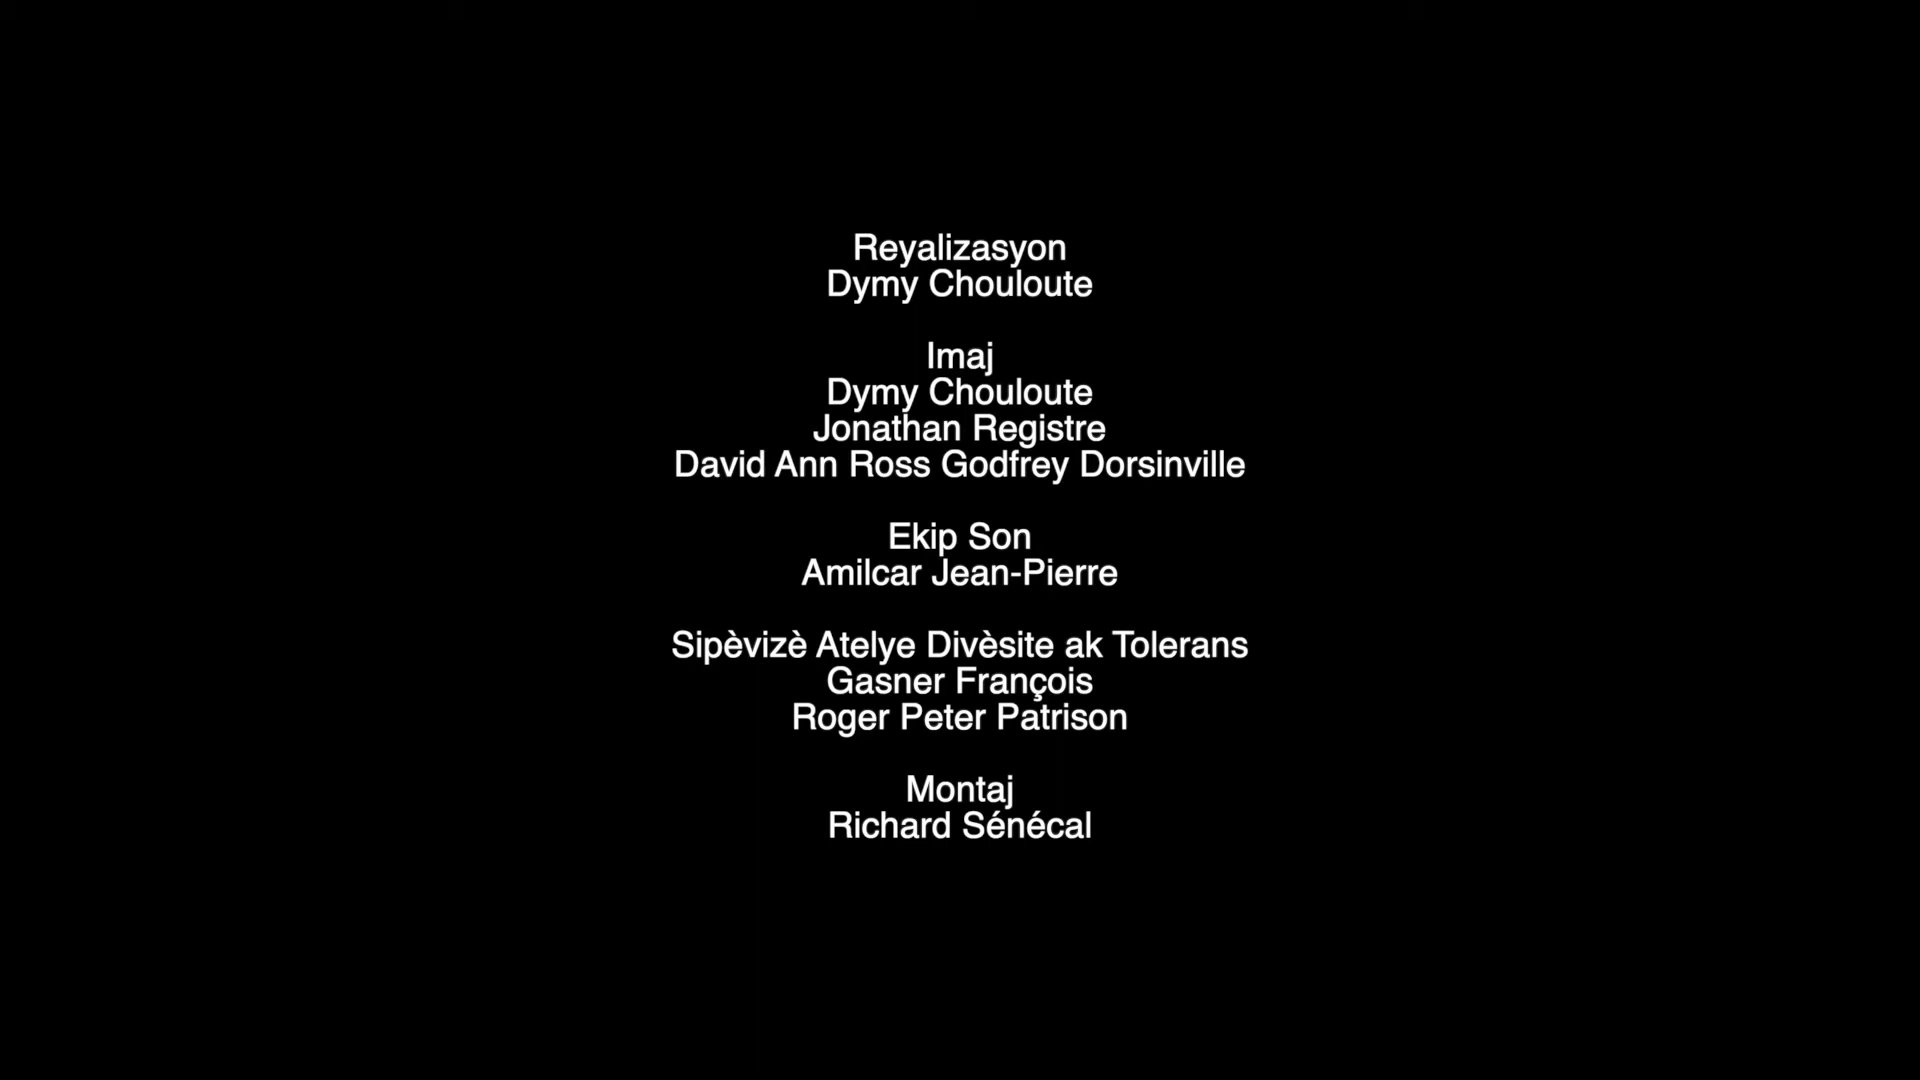 Reyalizasyon
Dymy Chouloute
Imaj
Dymy Chouloute
Jonathan Registre
David Ann Ross Godfrey Dorsinville
Ekip Son
Amilcar Jean-Pierre
Sipèvizè Atelye Divèsite ak Tolerans
Gasner François
Roger Peter Patrison
Montaj
Richard Sénécal